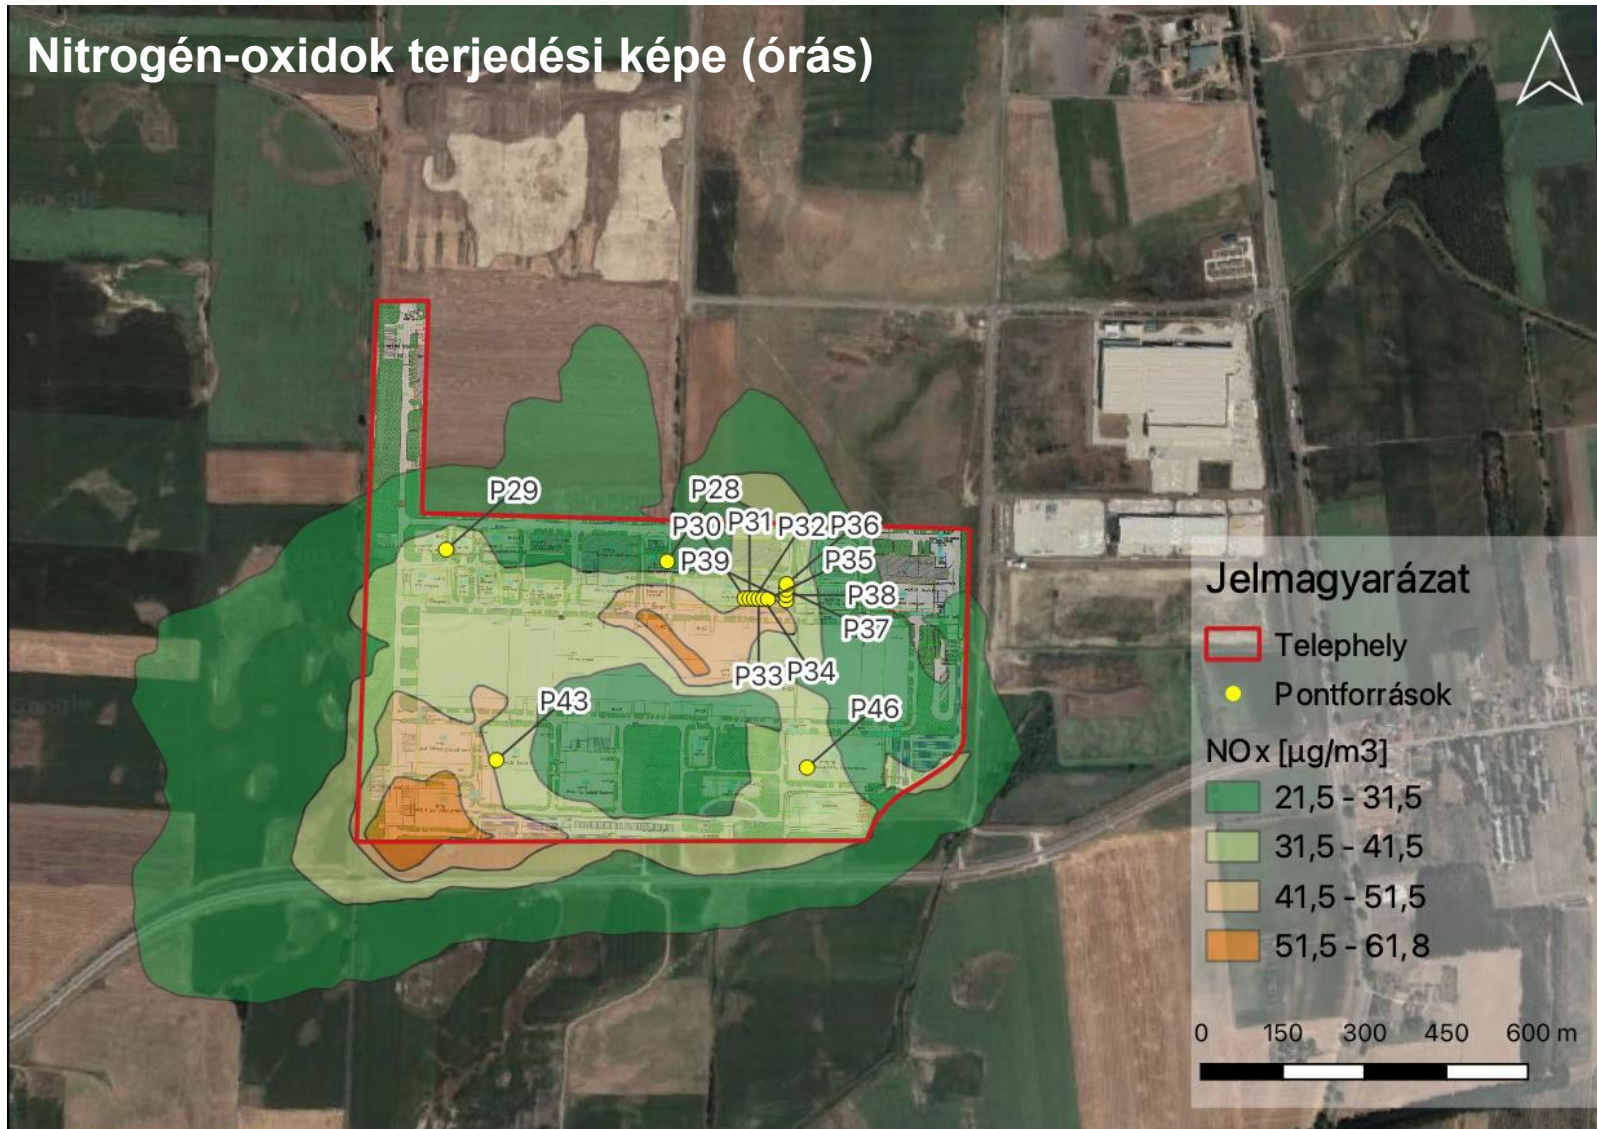 Nitrogén-oxidok terjedési képe (órás)
P29
P28
P30
P31
P32
P36
P39
P35
P38
P37
P33
P34
P43
P46
Jelmagyarázat
Telephely
Pontforrások
NOx [µg/m3]
21,5 - 31,5
31,5 - 41,5
41,5 - 51,5
51,5 - 61,8
0 150 300 450 600 m